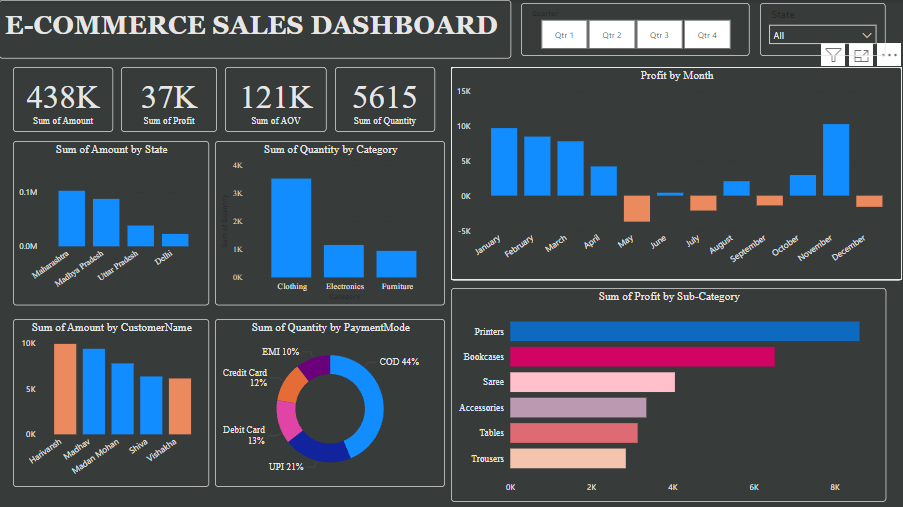 E-COMMERCE SALES DASHBOARD
Quarter
Qtr 1 Qtr 2 Qtr 3 Qtr 4
State
All
438K
Sum of Amount
37K
Sum of Profit
121K
Sum of AOV
5615
Sum of Quantity
Profit by Month
15K
10K
5K
0K
-5K
January
February
March
April
May
June
July
August
September
October
November
December
Sum of Amount by State
0.1M
0.0M
Maharashtra
Madhya Pradesh
Uttar Pradesh
Delhi
Sum of Quantity by Category
4K
3K
2K
1K
0K
Clothing
Electronics
Furniture
Category
Sum of Profit by Sub-Category
Printers
Bookcases
Saree
Accessories
Tables
Trousers
0K 2K 4K 6K 8K
Sum of Amount by CustomerName
10K
5K
0K
Harivansh
Madhav
Madan Mohan
Shiva
Vishakha
Sum of Quantity by PaymentMode
EMI 10%
COD 44%
Credit Card
12%
Debit Card
13%
UPI 21%